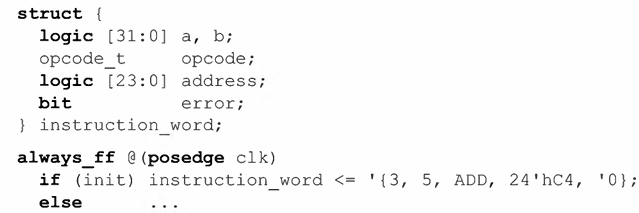 struct {
logic [31:0] a, b;
opcode_t opcode;
logic [23:0] address;
bit error;
} instruction_word;
always_ff @(posedge clk)
if (init) instruction_word <= '{3, 5, ADD, 24'hC4, '0};
else ...